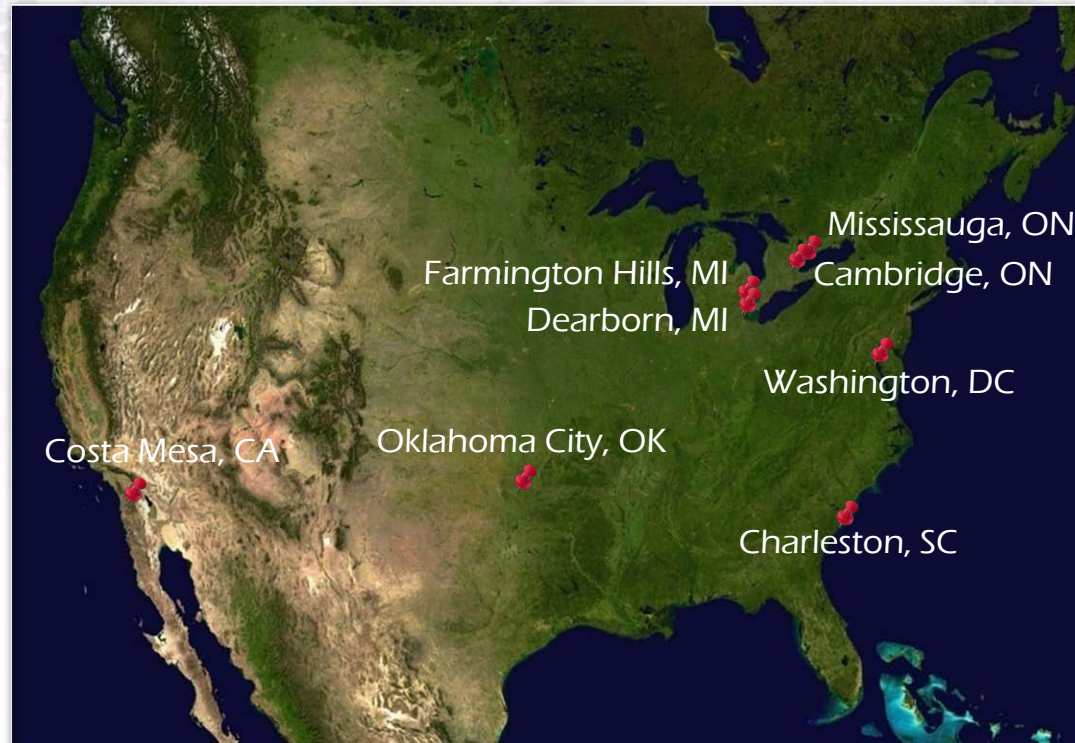 Mississauga, ON
Farmington Hills, MI
Cambridge, ON
Dearborn, MI
Washington, DC
Oklahoma City, OK
Costa Mesa, CA
Charleston, SC